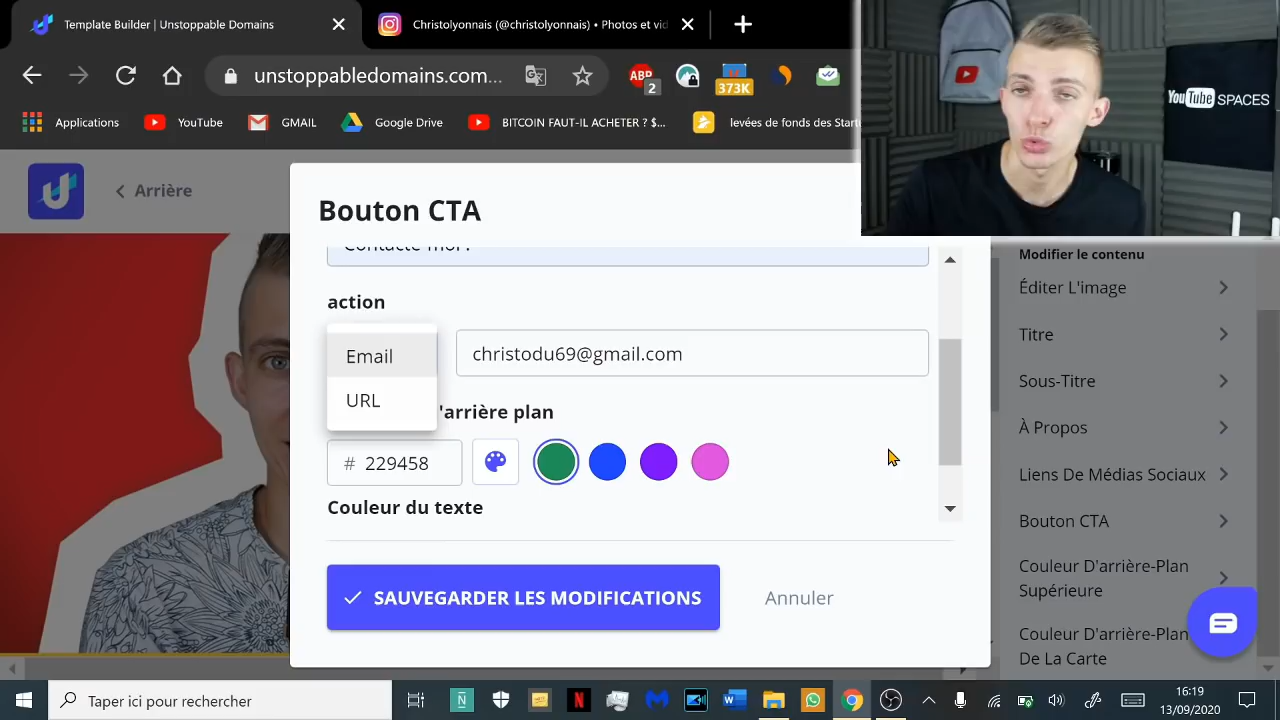 Template Builder | Unstoppable Domains
Christolyonnais (@christolyonnais) • Photos et vid
unstoppabledomains.com...
ABP
2
373K
Applications
YouTube
GMAIL
Google Drive
BITCOIN FAUT-IL ACHETER ? $...
levées de fonds des Start
YouTube SPACES
Arrière
Bouton CTA
Contacte moi !
action
Email
christodu69@gmail.com
URL
'arrière plan
# 229458
Couleur du texte
SAUVEGARDER LES MODIFICATIONS
Annuler
Modifier le contenu
Éditer L'image
Titre
Sous-Titre
À Propos
Liens De Médias Sociaux
Bouton CTA
Couleur D'arrière-Plan
Supérieure
Couleur D'arrière-Plan
De La Carte
Taper ici pour rechercher
16:19
13/09/2020